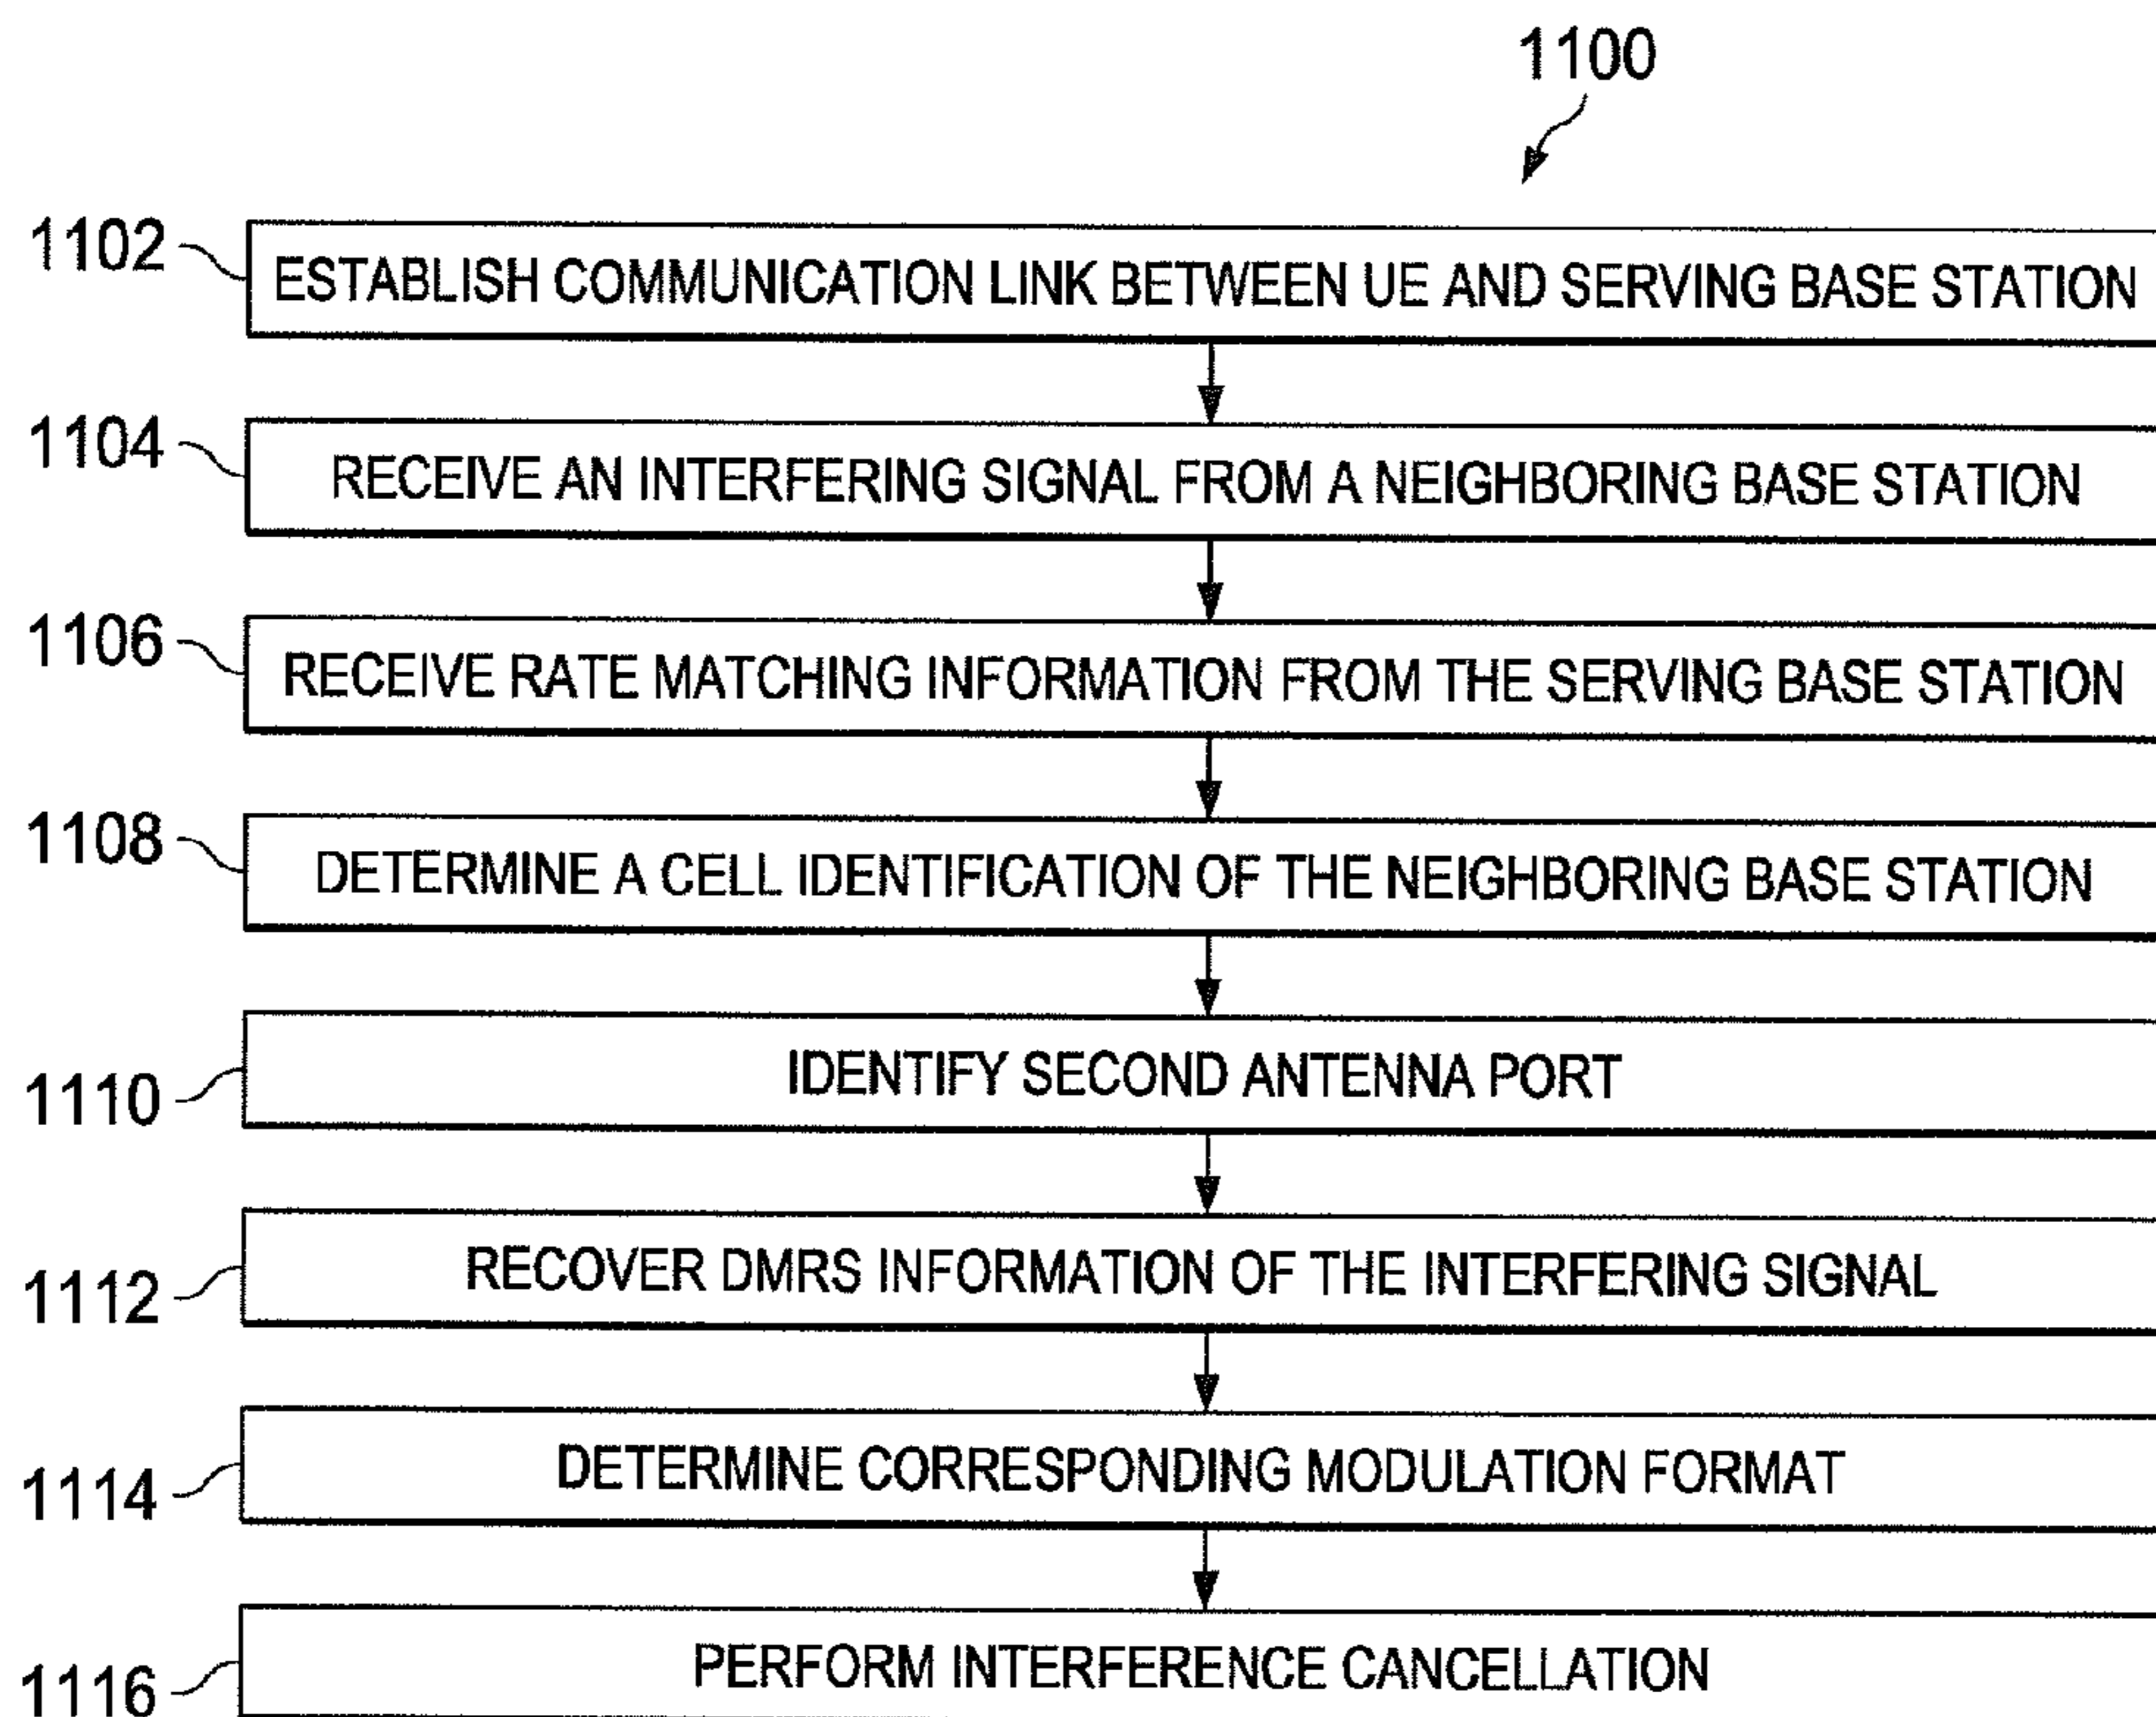 1100
1102
ESTABLISH COMMUNICATION LINK BETWEEN UE AND SERVING BASE STATION
1104
RECEIVE AN INTERFERING SIGNAL FROM A NEIGHBORING BASE STATION
1106
RECEIVE RATE MATCHING INFORMATION FROM THE SERVING BASE STATION
1108
DETERMINE A CELL IDENTIFICATION OF THE NEIGHBORING BASE STATION
1110
IDENTIFY SECOND ANTENNA PORT
1112
RECOVER DMRS INFORMATION OF THE INTERFERING SIGNAL
1114
DETERMINE CORRESPONDING MODULATION FORMAT
1116
PERFORM INTERFERENCE CANCELLATION